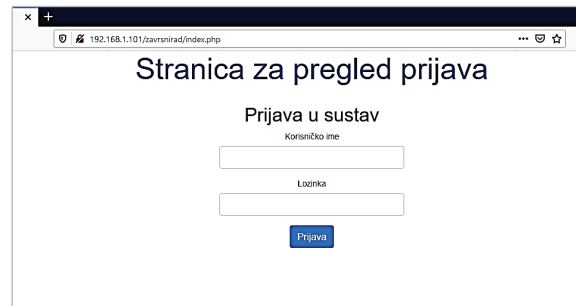 192.168.1.101/zavrsnirad/index.php
Stranica za pregled prijava
Prijava u sustav
Korisničko ime
Lozinka
Prijava